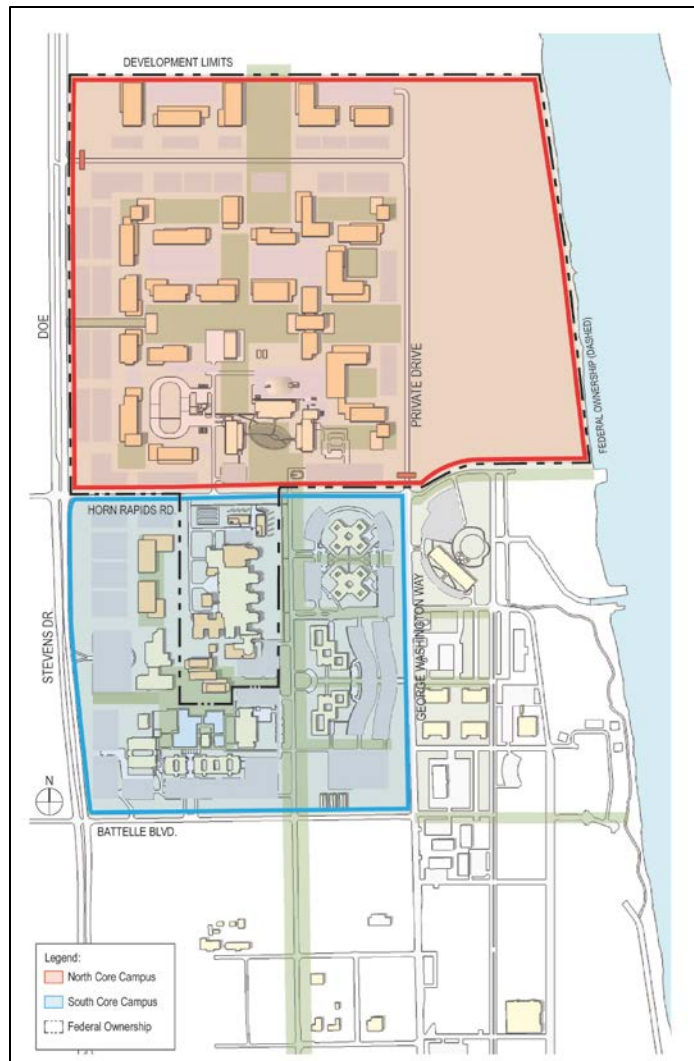 DEVELOPMENT LIMITS
DOE
PRIVATE DRIVE
FEDERAL OWNERSHIP (DASHED)
HORN RAPIDS RD.
STEVENS DR
GEORGE WASHINGTON WAY
N
BATTELLE BLVD.
Legend:
North Core Campus
South Core Campus
Federal Ownership